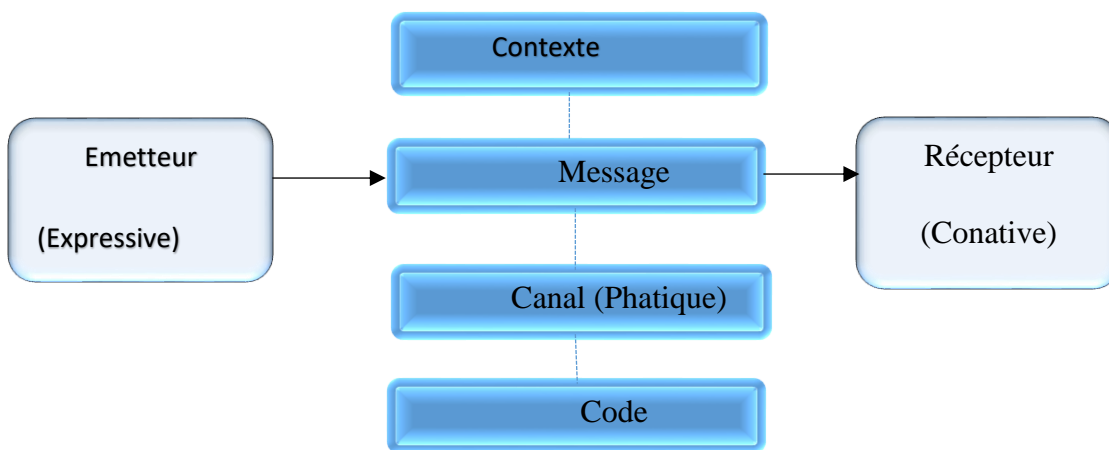 Contexte
Emetteur
(Expressive)
Message
Récepteur
(Conative)
Canal (Phatique)
Code